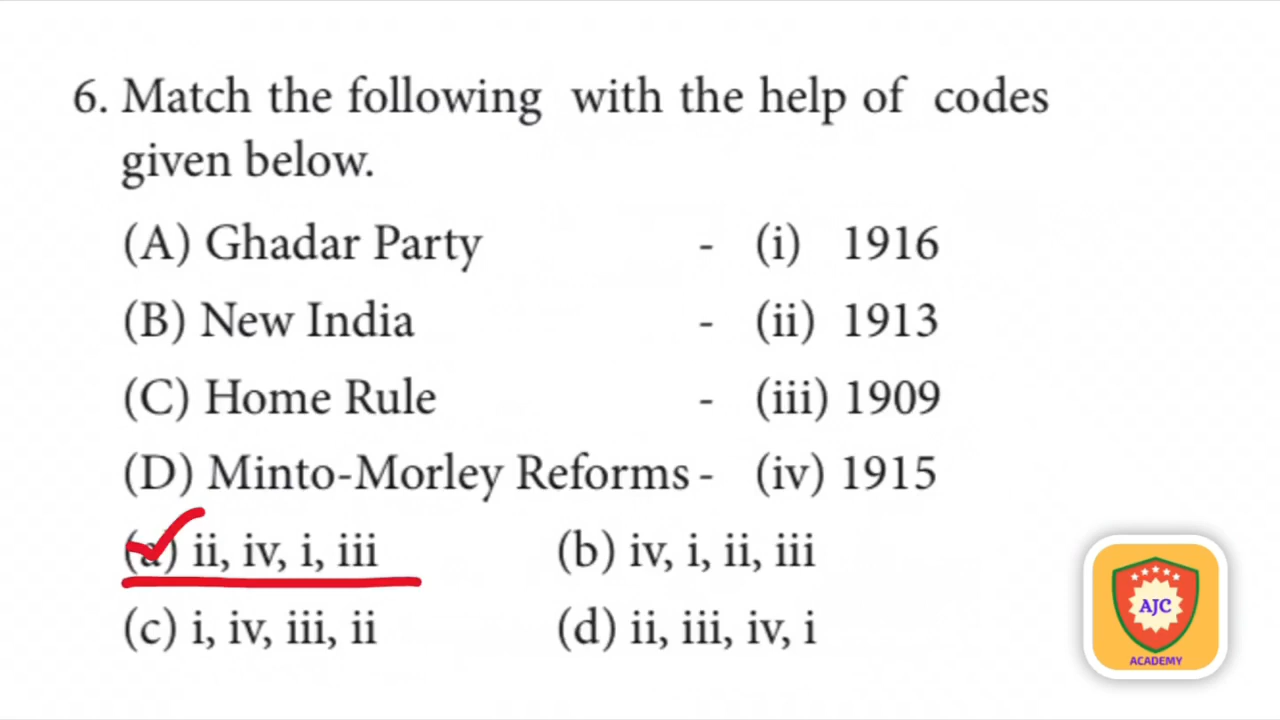 6. Match the following with the help of codes
given below.
(A) Ghadar Party - (i) 1916
(B) New India - (ii) 1913
(C) Home Rule - (iii) 1909
(D) Minto-Morley Reforms - (iv) 1915
(a) ii, iv, i, iii (b) iv, i, ii, iii
(c) i, iv, iii, ii (d) ii, iii, iv, i
AJC
ACADEMY